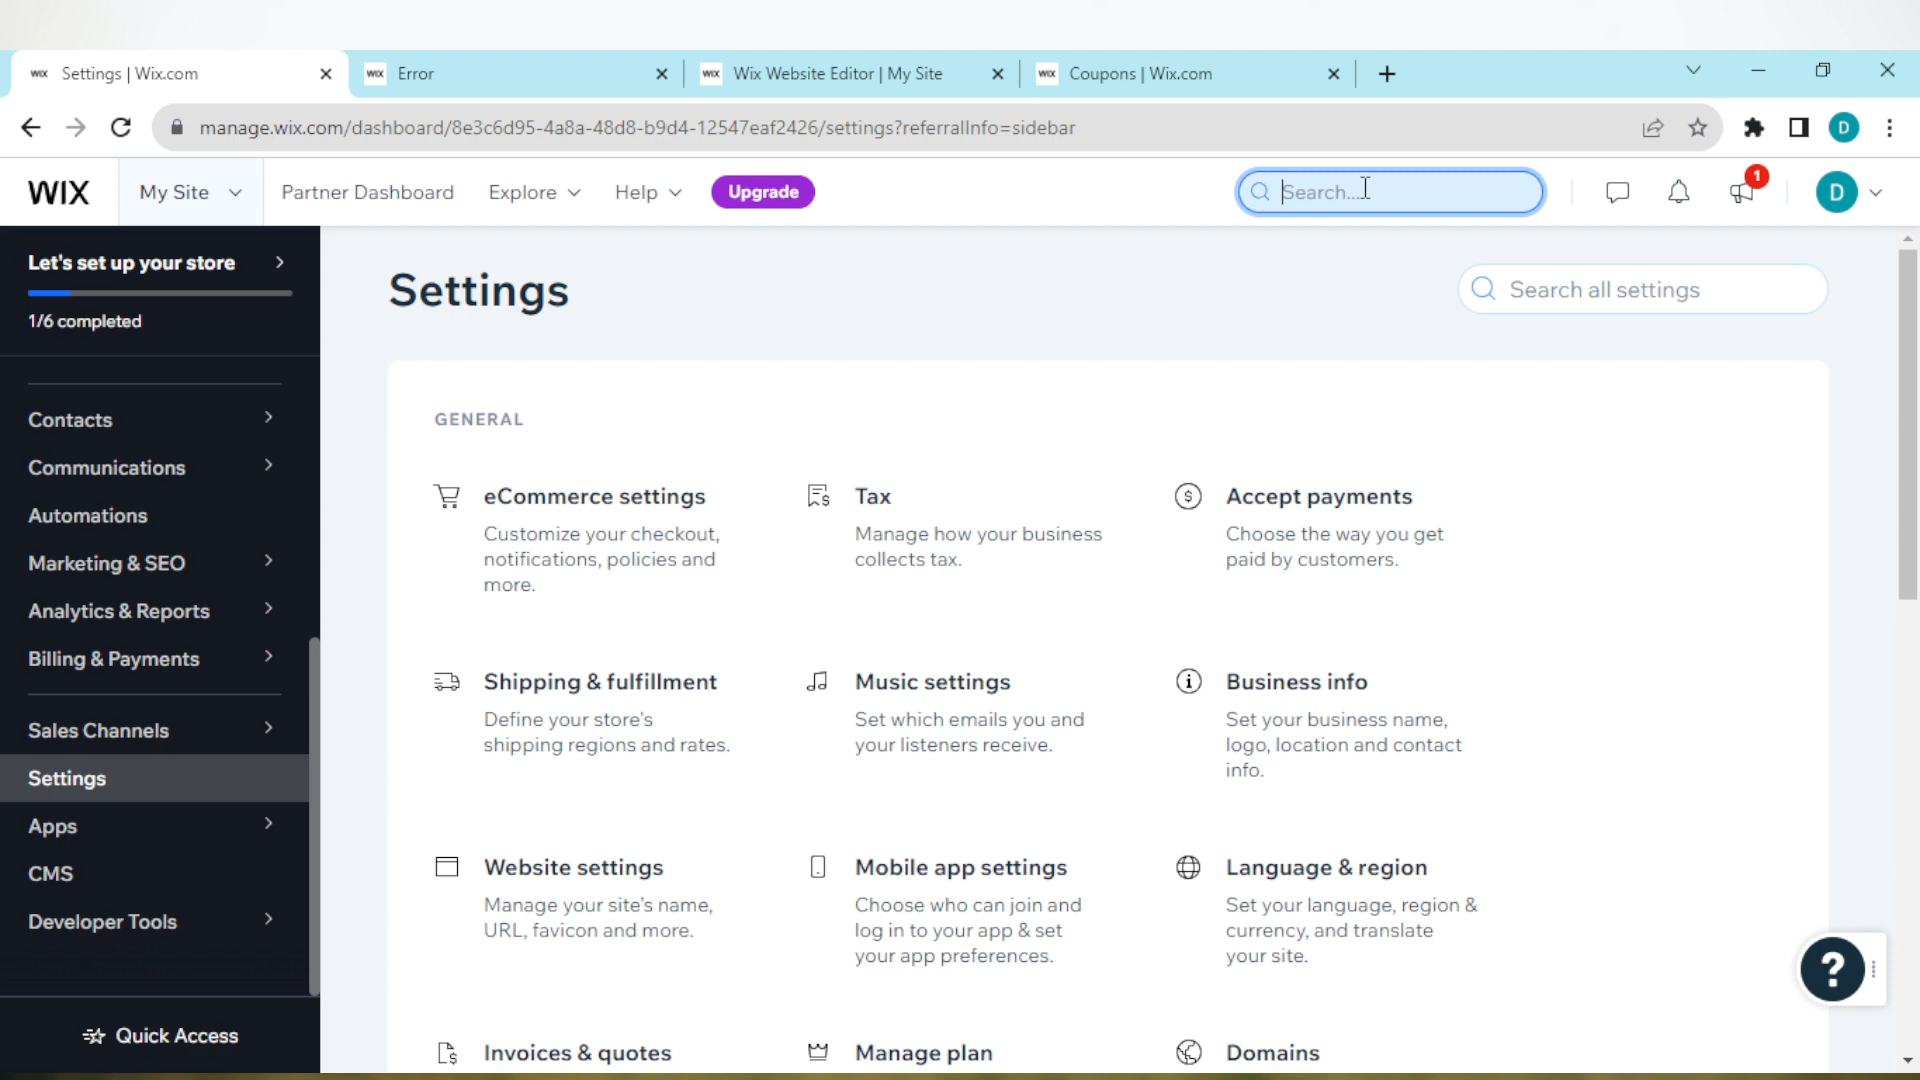 WIX Settings | Wix.com
WIX Error
WIX Wix Website Editor | My Site
WIX Coupons | Wix.com
manage.wix.com/dashboard/8e3c6d95-4a8a-48d8-b9d4-12547eaf2426/settings?referralInfo=sidebar
D
WIX
My Site
Partner Dashboard
Explore
Help
Upgrade
Search...
1
D
Let's set up your store
1/6 completed
Contacts
Communications
Automations
Marketing & SEO
Analytics & Reports
Billing & Payments
Sales Channels
Settings
Apps
CMS
Developer Tools
Quick Access
Settings
Search all settings
GENERAL
eCommerce settings
Customize your checkout,
notifications, policies and
more.
Tax
Manage how your business
collects tax.
Accept payments
Choose the way you get
paid by customers.
Shipping & fulfillment
Define your store's
shipping regions and rates.
Music settings
Set which emails you and
your listeners receive.
Business info
Set your business name,
logo, location and contact
info.
Website settings
Manage your site's name,
URL, favicon and more.
Mobile app settings
Choose who can join and
log in to your app & set
your app preferences.
Language & region
Set your language, region &
currency, and translate
your site.
Invoices & quotes
Manage plan
Domains
?